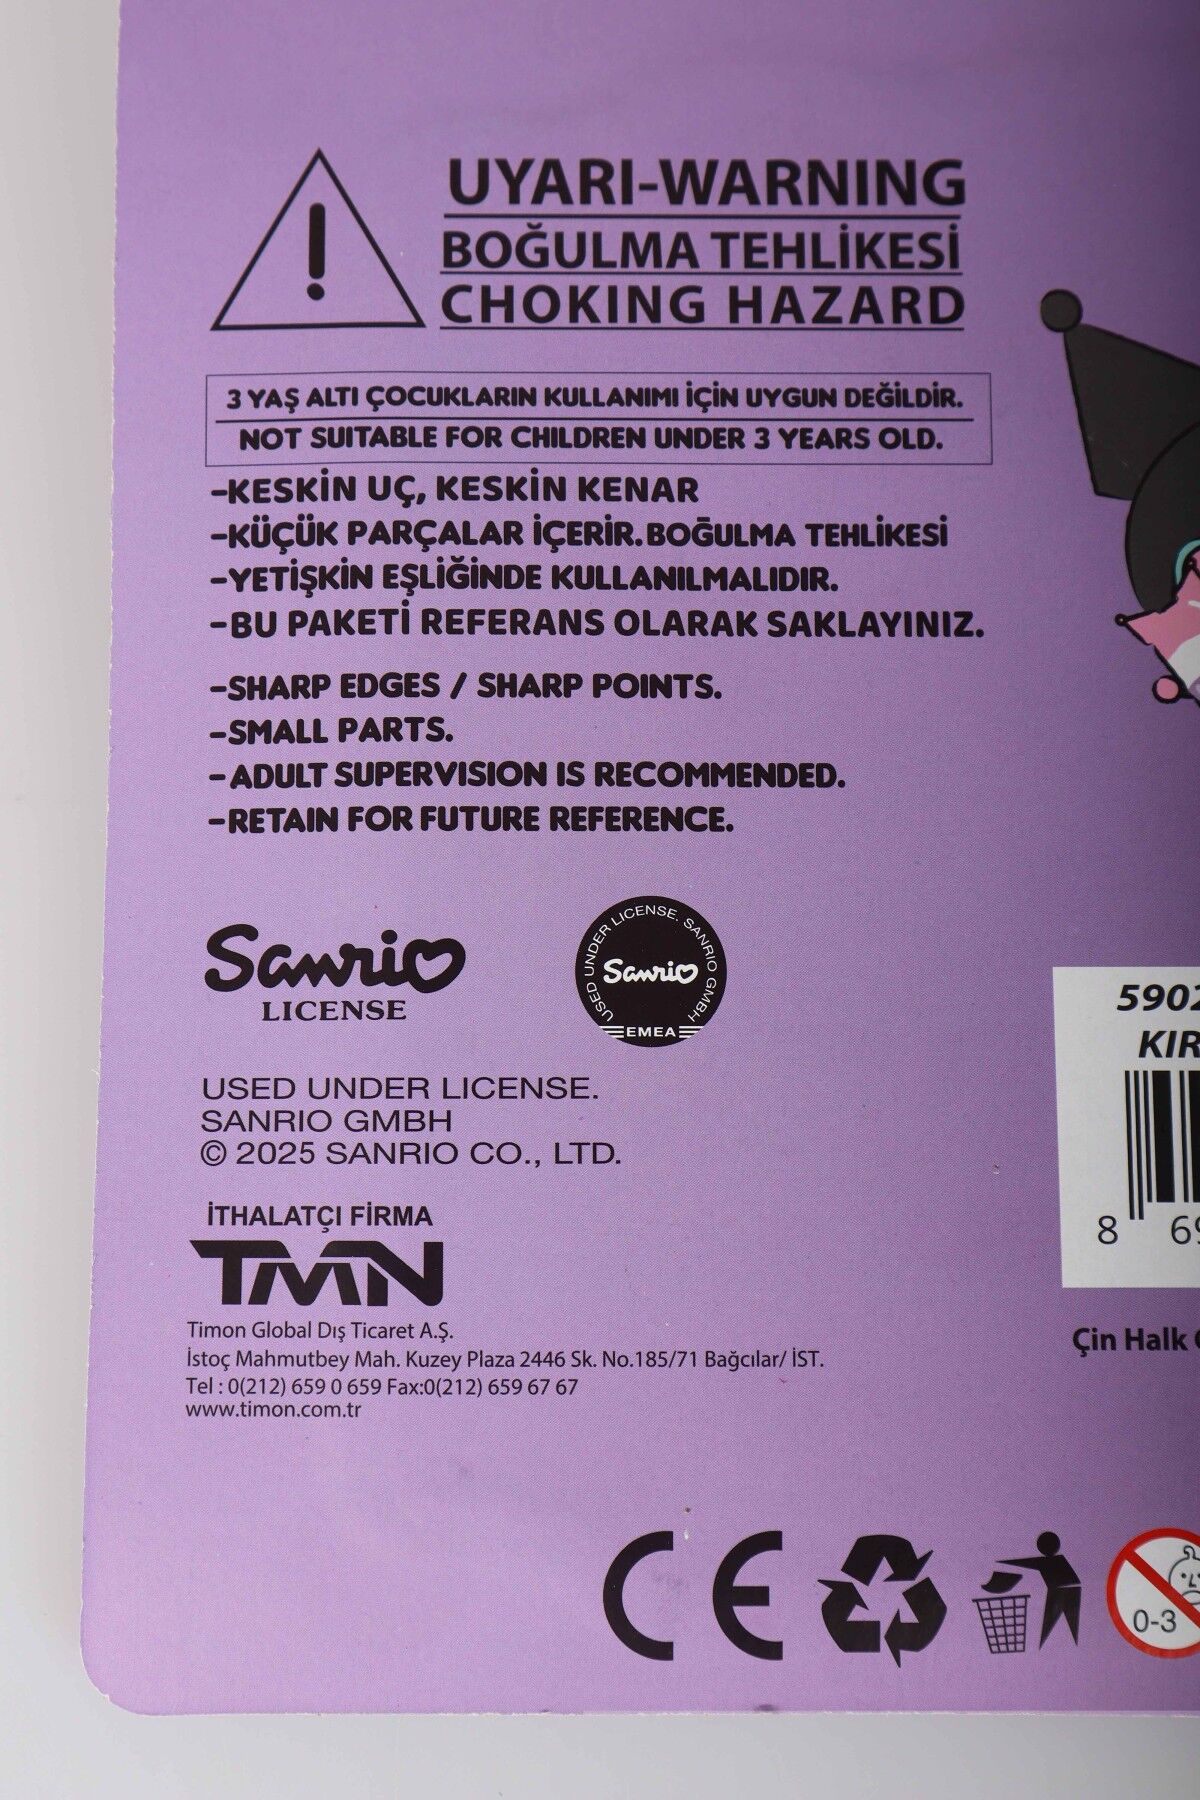 UYARI-WARNING
BOĞULMA TEHLİKESİ
CHOKING HAZARD
3 YAŞ ALTI ÇOCUKLARIN KULLANIMI İÇİN UYGUN DEĞİLDİR.
NOT SUITABLE FOR CHILDREN UNDER 3 YEARS OLD.
-KESKİN UÇ, KESKİN KENAR
-KÜÇÜK PARÇALAR İÇERİR. BOĞULMA TEHLİKESİ
-YETİŞKİN EŞLİĞİNDE KULLANILMALIDIR.
-BU PAKETİ REFERANS OLARAK SAKLAYINIZ.
-SHARP EDGES / SHARP POINTS.
-SMALL PARTS.
-ADULT SUPERVISION IS RECOMMENDED.
-RETAIN FOR FUTURE REFERENCE.
Sanrio
LICENSE
USED UNDER LICENSE. SANRIO GMBH
Sanrio
EMEA
USED UNDER LICENSE.
SANRIO GMBH
© 2025 SANRIO CO., LTD.
5902
KIR
8 69
İTHALATÇI FİRMA
TMN
Timon Global Dış Ticaret A.Ş.
İstoç Mahmutbey Mah. Kuzey Plaza 2446 Sk. No.185/71 Bağcılar/ İST.
Tel : 0(212) 659 0 659 Fax:0(212) 659 67 67
www.timon.com.tr
Çin Halk
CE
0-3